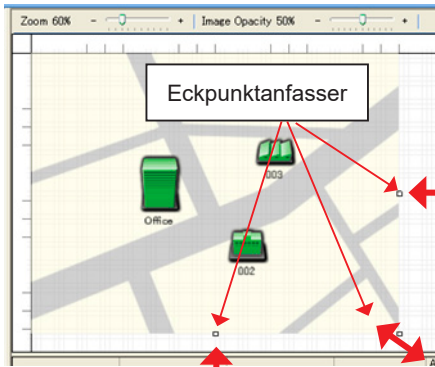 Zoom 60% - + Image Opacity 50% - +
Eckpunktanfasser
003
Office
002
A